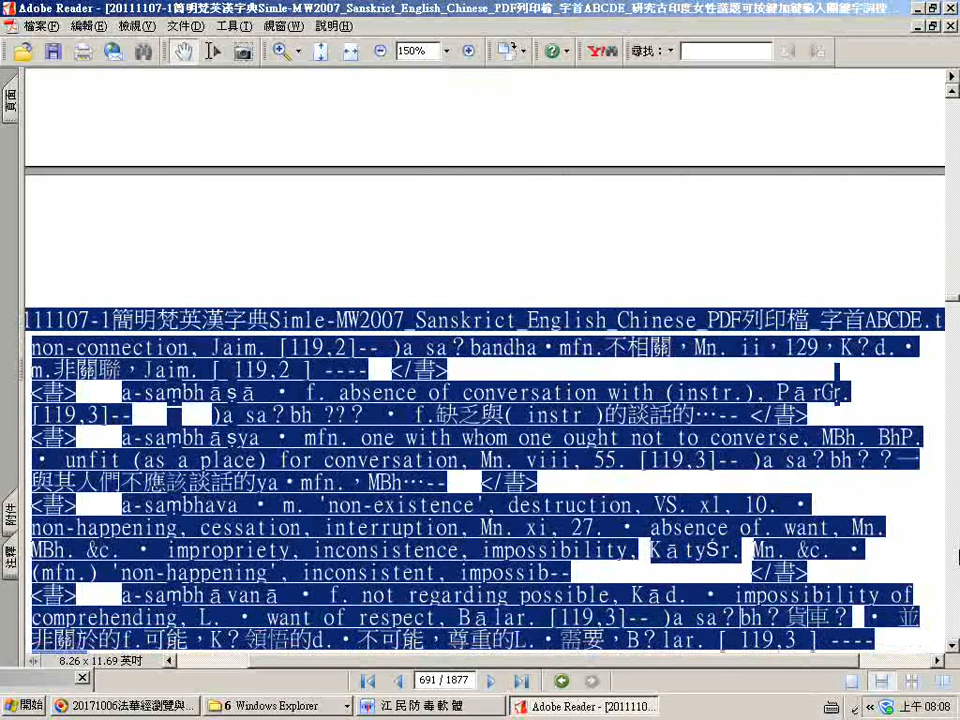 Adobe Reader - [20111107-1簡明梵英漢字典Simle-MW2007_Sanskrict_English_Chinese_PDF列印檔_字首ABCDE_研究古印度女性議題可按鍵加鍵輸入關鍵字詞搜...
檔案(F) 編輯(E) 檢視(V) 文件(D) 工具(T) 視窗(W) 說明(H)
150% Y! 尋找:
頁面
111107-1簡明梵英漢字典Simle-MW2007_Sanskrict_English_Chinese_PDF列印檔_字首ABCDE.t
non-connection, Jaim. [119,2]-- )a sa?bandha‧mfn.不相關，Mn. ii，129，K?d.‧
m.非關聯，Jaim. [ 119,2 ] ---- </書>
<書> a-saṃbhāṣā ‧ f. absence of conversation with (instr.), PārGṛ.
[119,3]-- )a sa?bh ??? ‧ f.缺乏與( instr )的談話的…-- </書>
<書> a-saṃbhāṣya ‧ mfn. one with whom one ought not to converse, MBh. BhP.
‧ unfit (as a place) for conversation, Mn. viii, 55. [119,3]-- )a sa?bh??一
與其人們不應該談話的ya‧mfn.，MBh…-- </書>
<書> a-saṃbhava ‧ m. 'non-existence', destruction, VS. xl, 10. ‧
non-happening, cessation, interruption, Mn. xi, 27. ‧ absence of, want, Mn.
MBh. &c. ‧ impropriety, inconsistence, impossibility, KātyŚr. Mn. &c. ‧
(mfn.) 'non-happening', inconsistent, impossib-- </書>
<書> a-saṃbhāvanā ‧ f. not regarding possible, Kād. ‧ impossibility of
comprehending, L. ‧ want of respect, Bālar. [119,3]-- )a sa?bh?貨車? ‧ 並
非關於的f.可能，K?領悟的d.‧不可能，尊重的L.‧需要，B?lar. [ 119,3 ] ----
附件
注釋
8.26 x 11.69 英吋
691 / 1877
開始 20171006法華經瀏覽與... 6 Windows Explorer 江民防毒軟體 Adobe Reader - [2011110... 上午 08:08